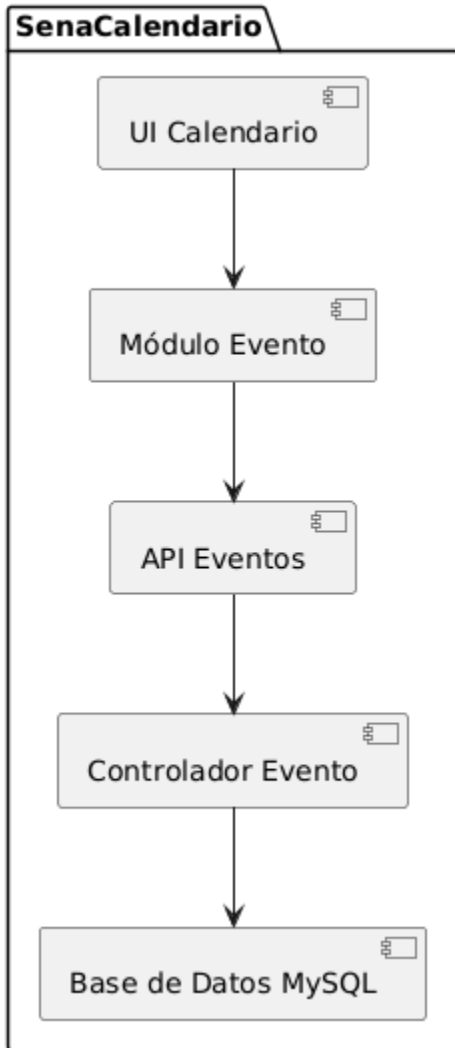 SenaCalendario
UI Calendario
Módulo Evento
API Eventos
Controlador Evento
Base de Datos MySQL